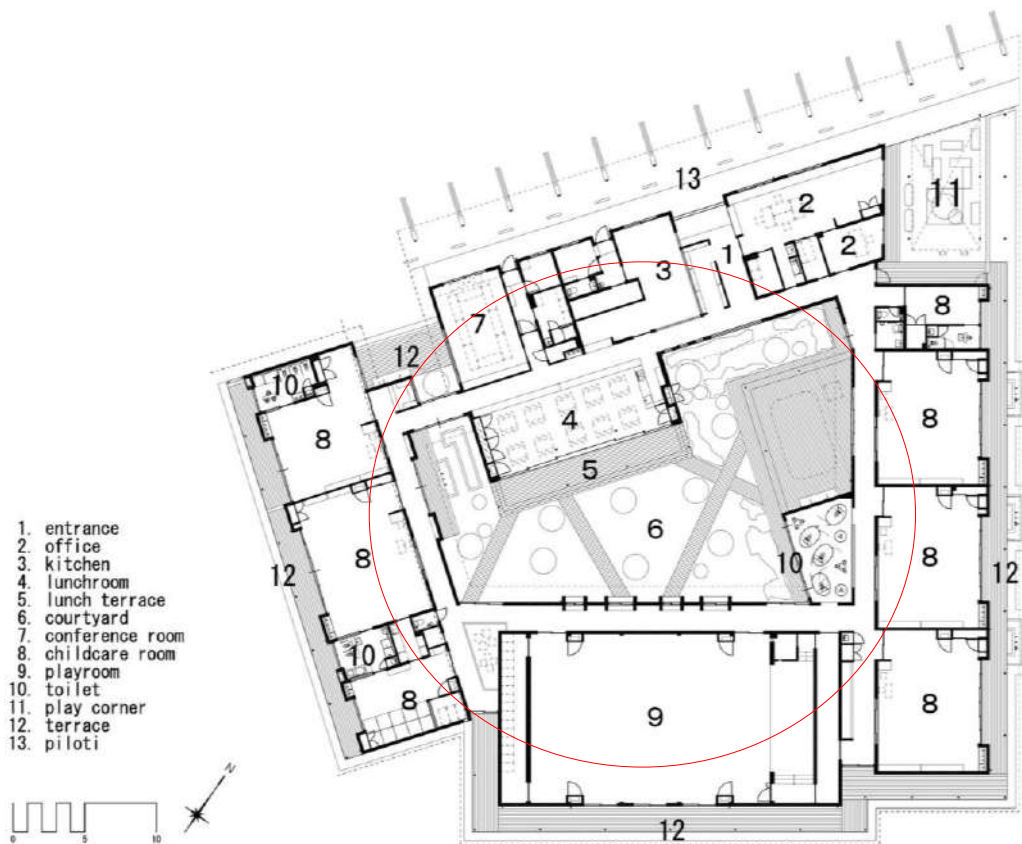 13
2
11
1
2
3
8
7
12
10
4
8
8
5
6
8
10
8
12
12
10
8
8
9
12
1. entrance
2. office
3. kitchen
4. lunchroom
5. lunch terrace
6. courtyard
7. conference room
8. childcare room
9. playroom
10. toilet
11. play corner
12. terrace
13. piloti
N
0 5 10